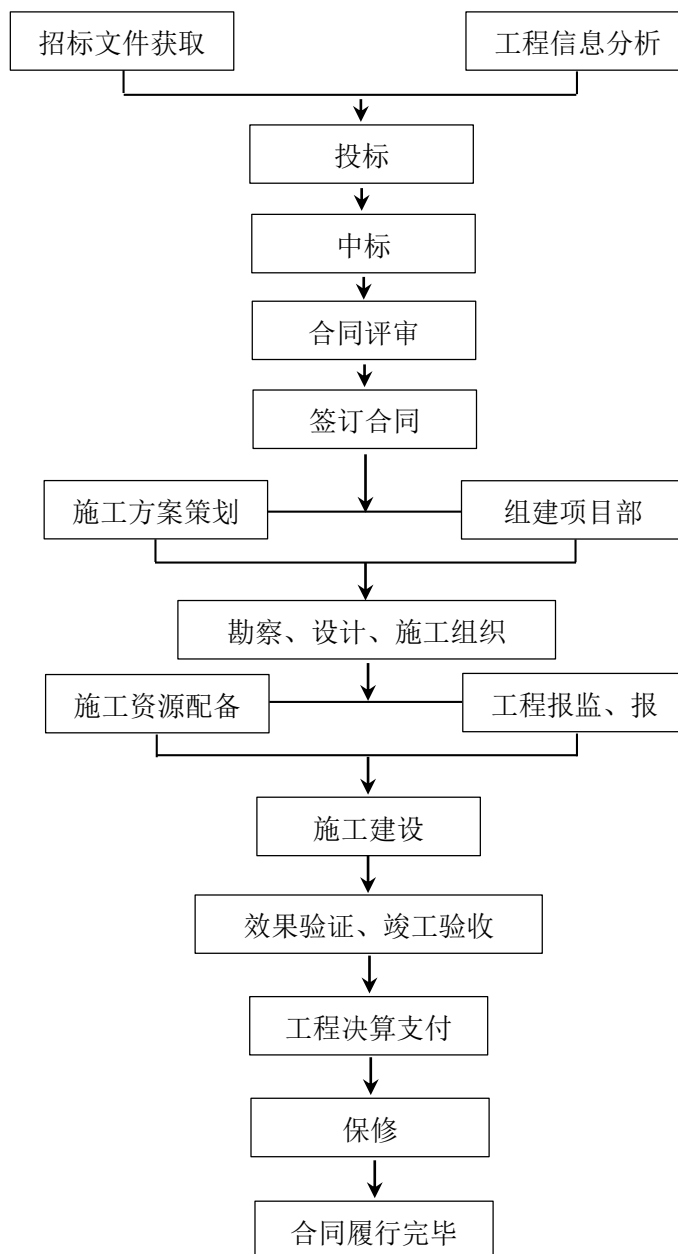 招标文件获取
工程信息分析
投标
中标
合同评审
签订合同
施工方案策划
组建项目部
勘察、设计、施工组织
施工资源配备
工程报监、报
施工建设
效果验证、竣工验收
工程决算支付
保修
合同履行完毕